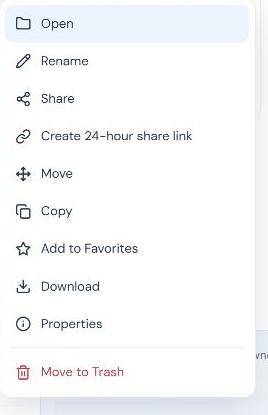 Open
Rename
Share
Create 24-hour share link
Move
Copy
Add to Favorites
Download
Properties
Move to Trash